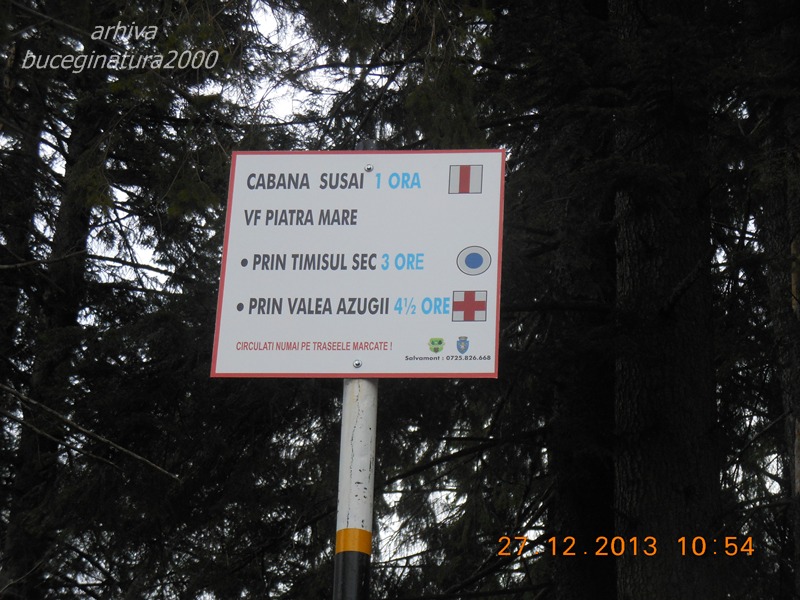 arhiva
buceginatura2000
CABANA SUSAI 1 ORA
VF PIATRA MARE
• PRIN TIMISUL SEC 3 ORE
• PRIN VALEA AZUGII 4½ ORE
CIRCULATI NUMAI PE TRASEELE MARCATE !
Salvamont : 0725.826.668
27.12.2013 10:54